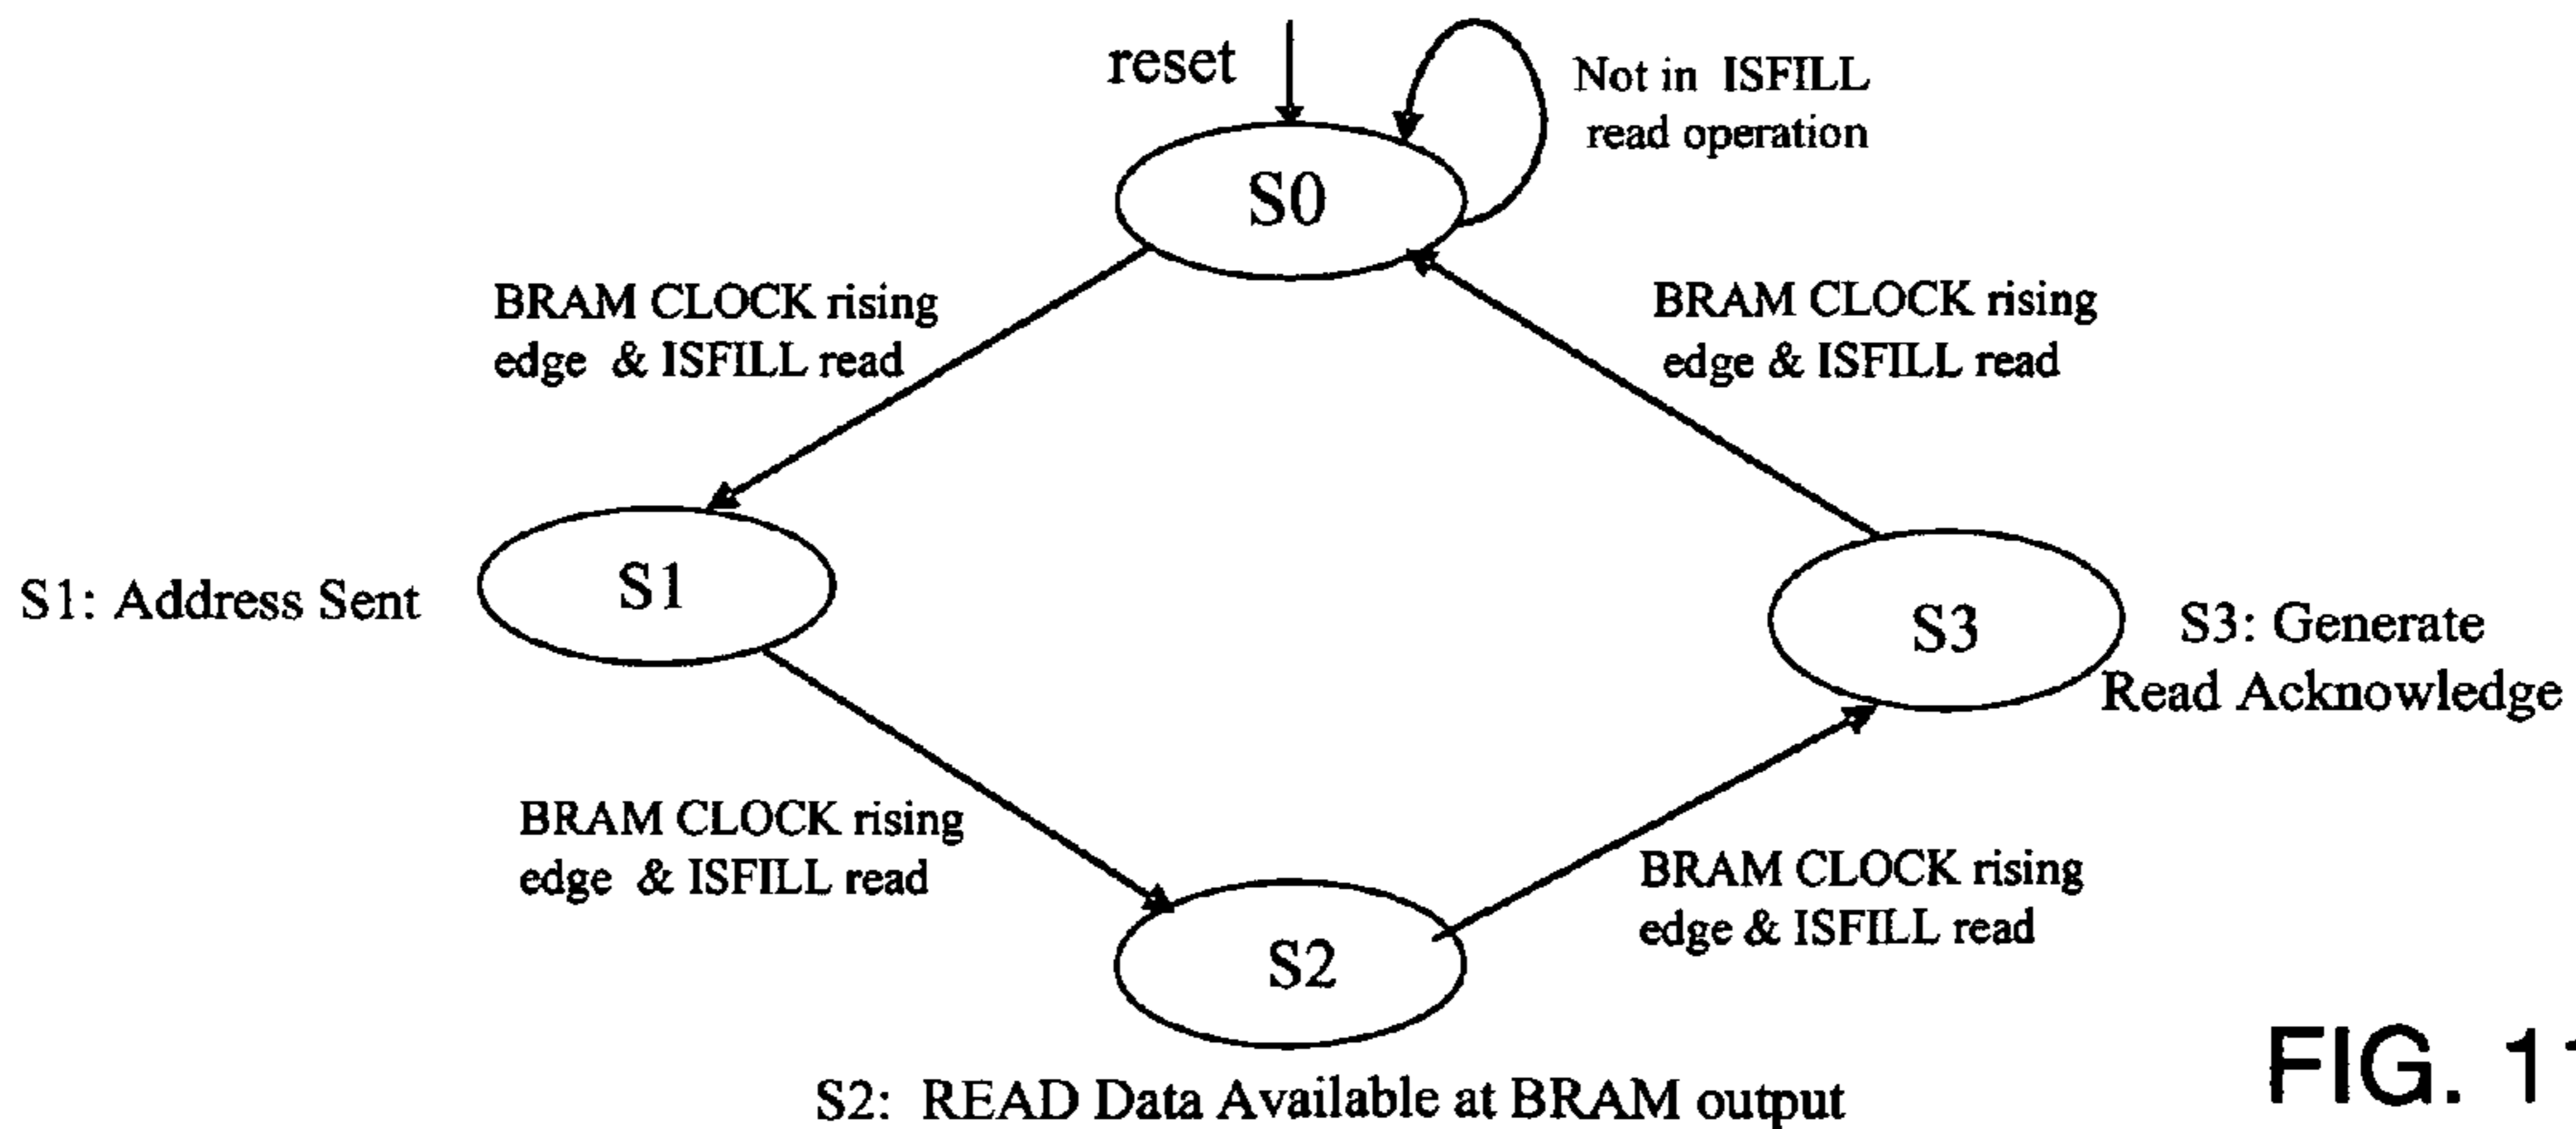 reset
Not in ISFILL
read operation
S0
BRAM CLOCK rising
edge & ISFILL read
BRAM CLOCK rising
edge & ISFILL read
S1: Address Sent
S1
S3
S3: Generate
Read Acknowledge
BRAM CLOCK rising
edge & ISFILL read
BRAM CLOCK rising
edge & ISFILL read
S2
S2: READ Data Available at BRAM output
FIG. 11